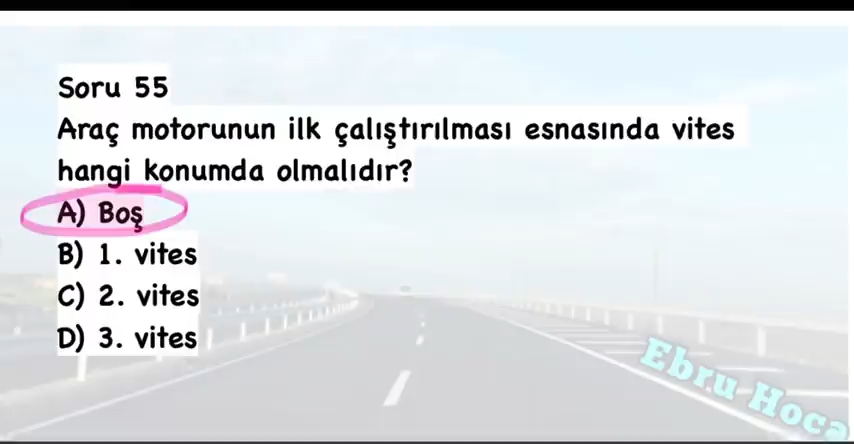 Soru 55
Araç motorunun ilk çalıştırılması esnasında vites
hangi konumda olmalıdır?
A) Boş
B) 1. vites
C) 2. vites
D) 3. vites
Ebru Hoca